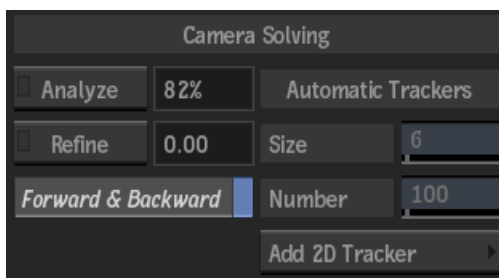 Camera Solving
Analyze 82% Automatic Trackers
Refine 0.00 Size 6
Forward & Backward Number 100
Add 2D Tracker